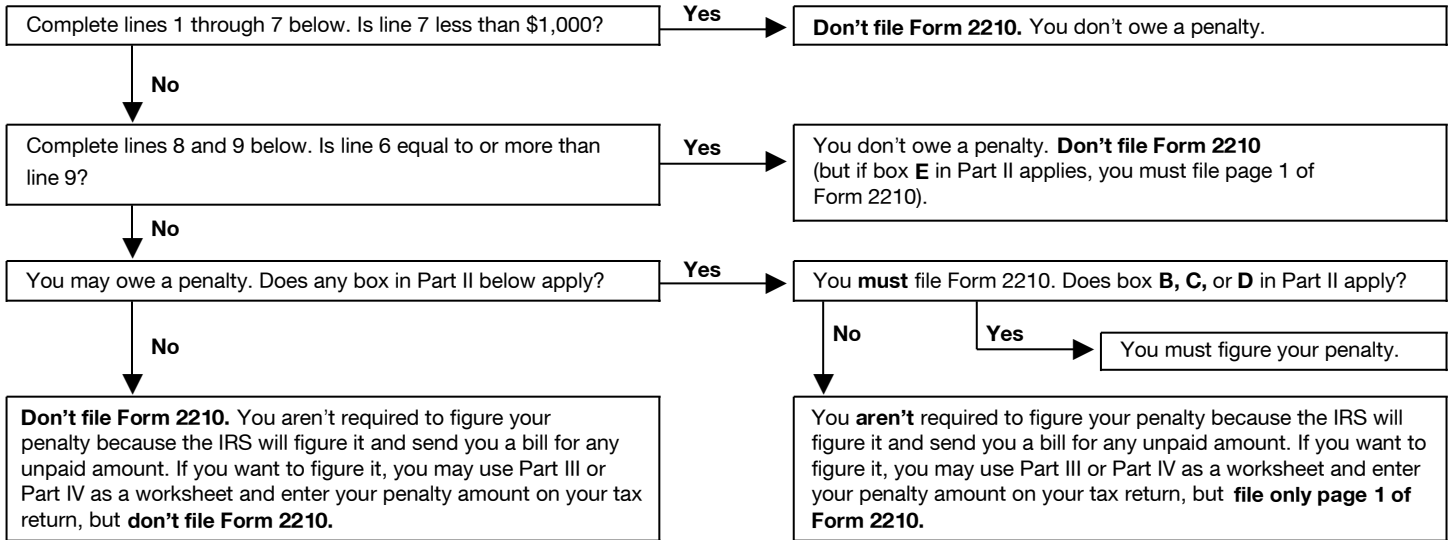 Complete lines 1 through 7 below. Is line 7 less than $1,000?
Yes
Don't file Form 2210. You don't owe a penalty.
No
Complete lines 8 and 9 below. Is line 6 equal to or more than
line 9?
Yes
You don't owe a penalty. Don't file Form 2210
(but if box E in Part II applies, you must file page 1 of
Form 2210).
No
You may owe a penalty. Does any box in Part II below apply?
Yes
You must file Form 2210. Does box B, C, or D in Part II apply?
No
No
Yes
You must figure your penalty.
Don't file Form 2210. You aren't required to figure your
penalty because the IRS will figure it and send you a bill for any
unpaid amount. If you want to figure it, you may use Part III or
Part IV as a worksheet and enter your penalty amount on your tax
return, but don't file Form 2210.
You aren't required to figure your penalty because the IRS will
figure it and send you a bill for any unpaid amount. If you want to
figure it, you may use Part III or Part IV as a worksheet and enter
your penalty amount on your tax return, but file only page 1 of
Form 2210.